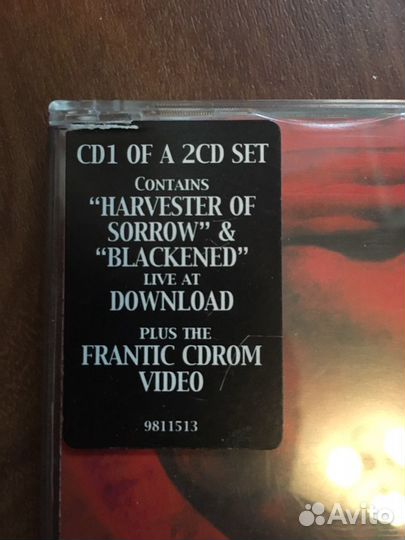 CD1 OF A 2CD SET
CONTAINS
“HARVESTER OF
SORROW” &
“BLACKENED”
LIVE AT
DOWNLOAD
PLUS THE
FRANTIC CDROM
VIDEO
9811513
Avito